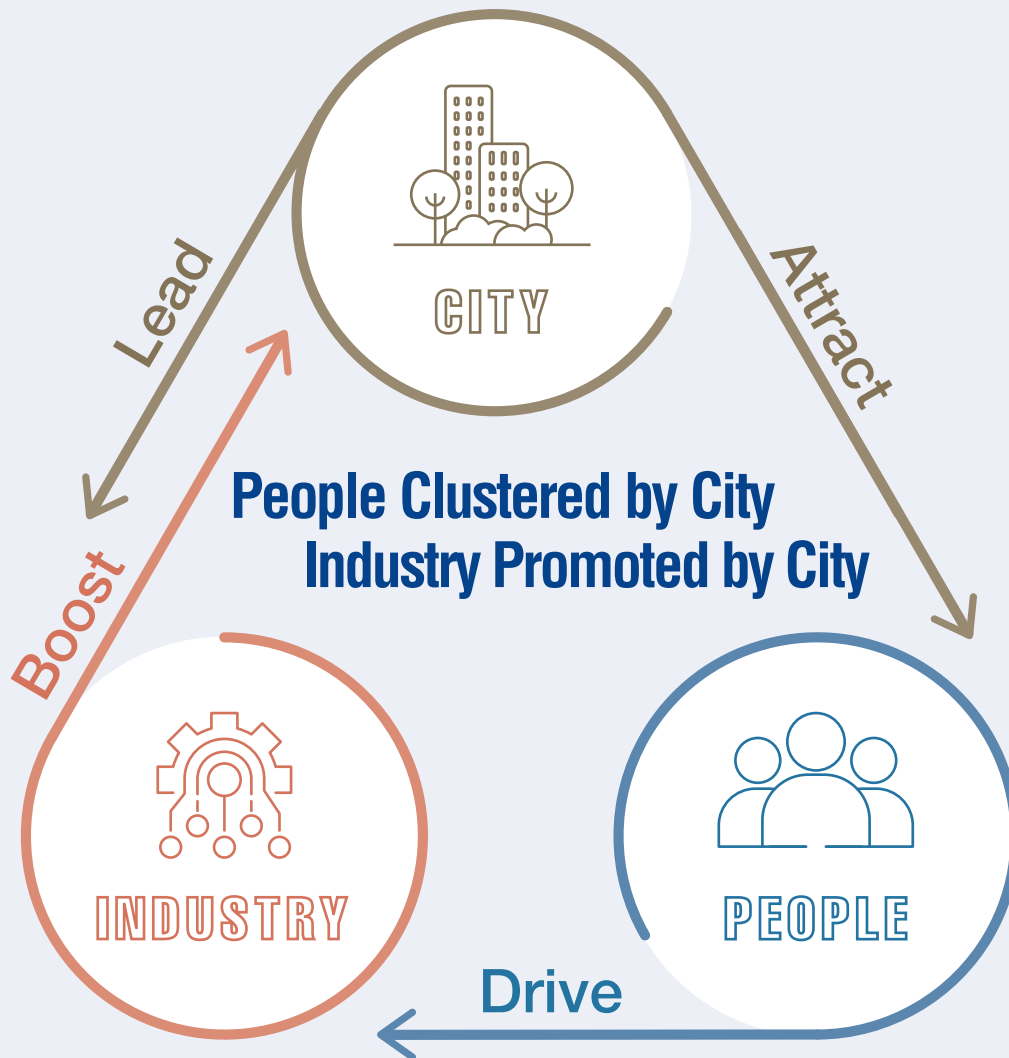 CITY
Lead
Attract
People Clustered by City
Industry Promoted by City
Boost
INDUSTRY
PEOPLE
Drive